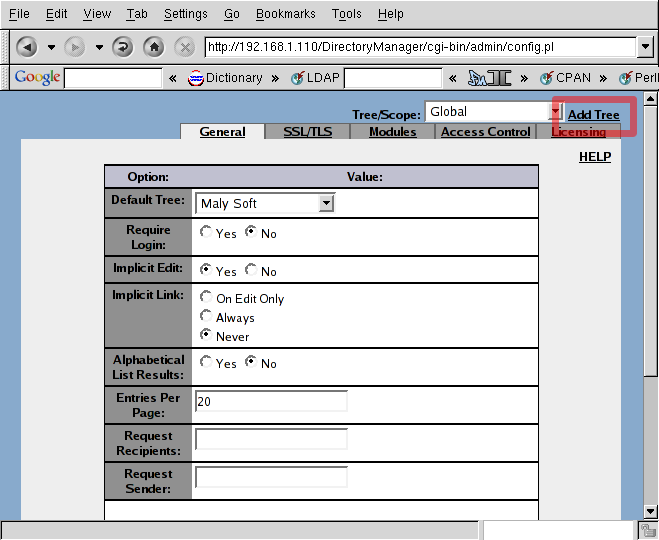 File Edit View Tab Settings Go Bookmarks Tools Help
http://192.168.1.110/DirectoryManager/cgi-bin/admin/config.pl
Google « Dictionary » LDAP « » CPAN » Perl
Tree/Scope: Global Add Tree
General SSL/TLS Modules Access Control Licensing
HELP
Option: Value:
Default Tree: Maly Soft
Require Login: Yes No
Implicit Edit: Yes No
Implicit Link: On Edit Only
Always
Never
Alphabetical List Results: Yes No
Entries Per Page: 20
Request Recipients:
Request Sender: